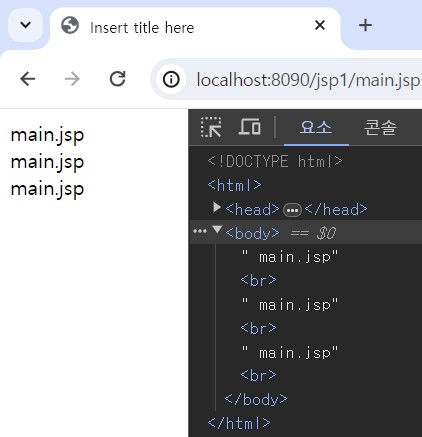 Insert title here
localhost:8090/jsp1/main.jsp
main.jsp
main.jsp
main.jsp
요소 콘솔
<!DOCTYPE html>
<html>
<head>…</head>
<body> == $0
" main.jsp"
<br>
" main.jsp"
<br>
" main.jsp"
<br>
</body>
</html>